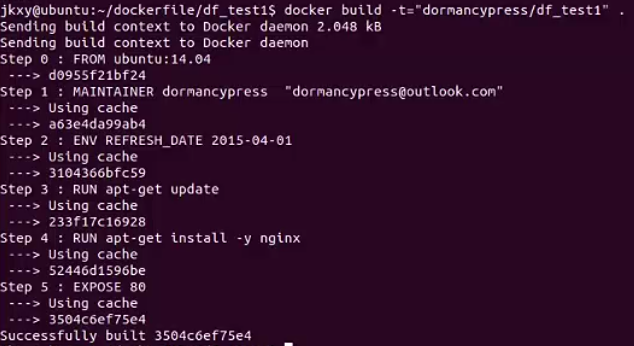 jkxy@ubuntu:~/dockerfile/df_test1$ docker build -t="dormancypress/df_test1" .
Sending build context to Docker daemon 2.048 kB
Sending build context to Docker daemon
Step 0 : FROM ubuntu:14.04
 ---> d0955f21bf24
Step 1 : MAINTAINER dormancypress  "dormancypress@outlook.com"
 ---> Using cache
 ---> a63e4da99ab4
Step 2 : ENV REFRESH_DATE 2015-04-01
 ---> Using cache
 ---> 3104366bfc59
Step 3 : RUN apt-get update
 ---> Using cache
 ---> 233f17c16928
Step 4 : RUN apt-get install -y nginx
 ---> Using cache
 ---> 52446d1596be
Step 5 : EXPOSE 80
 ---> Using cache
 ---> 3504c6ef75e4
Successfully built 3504c6ef75e4